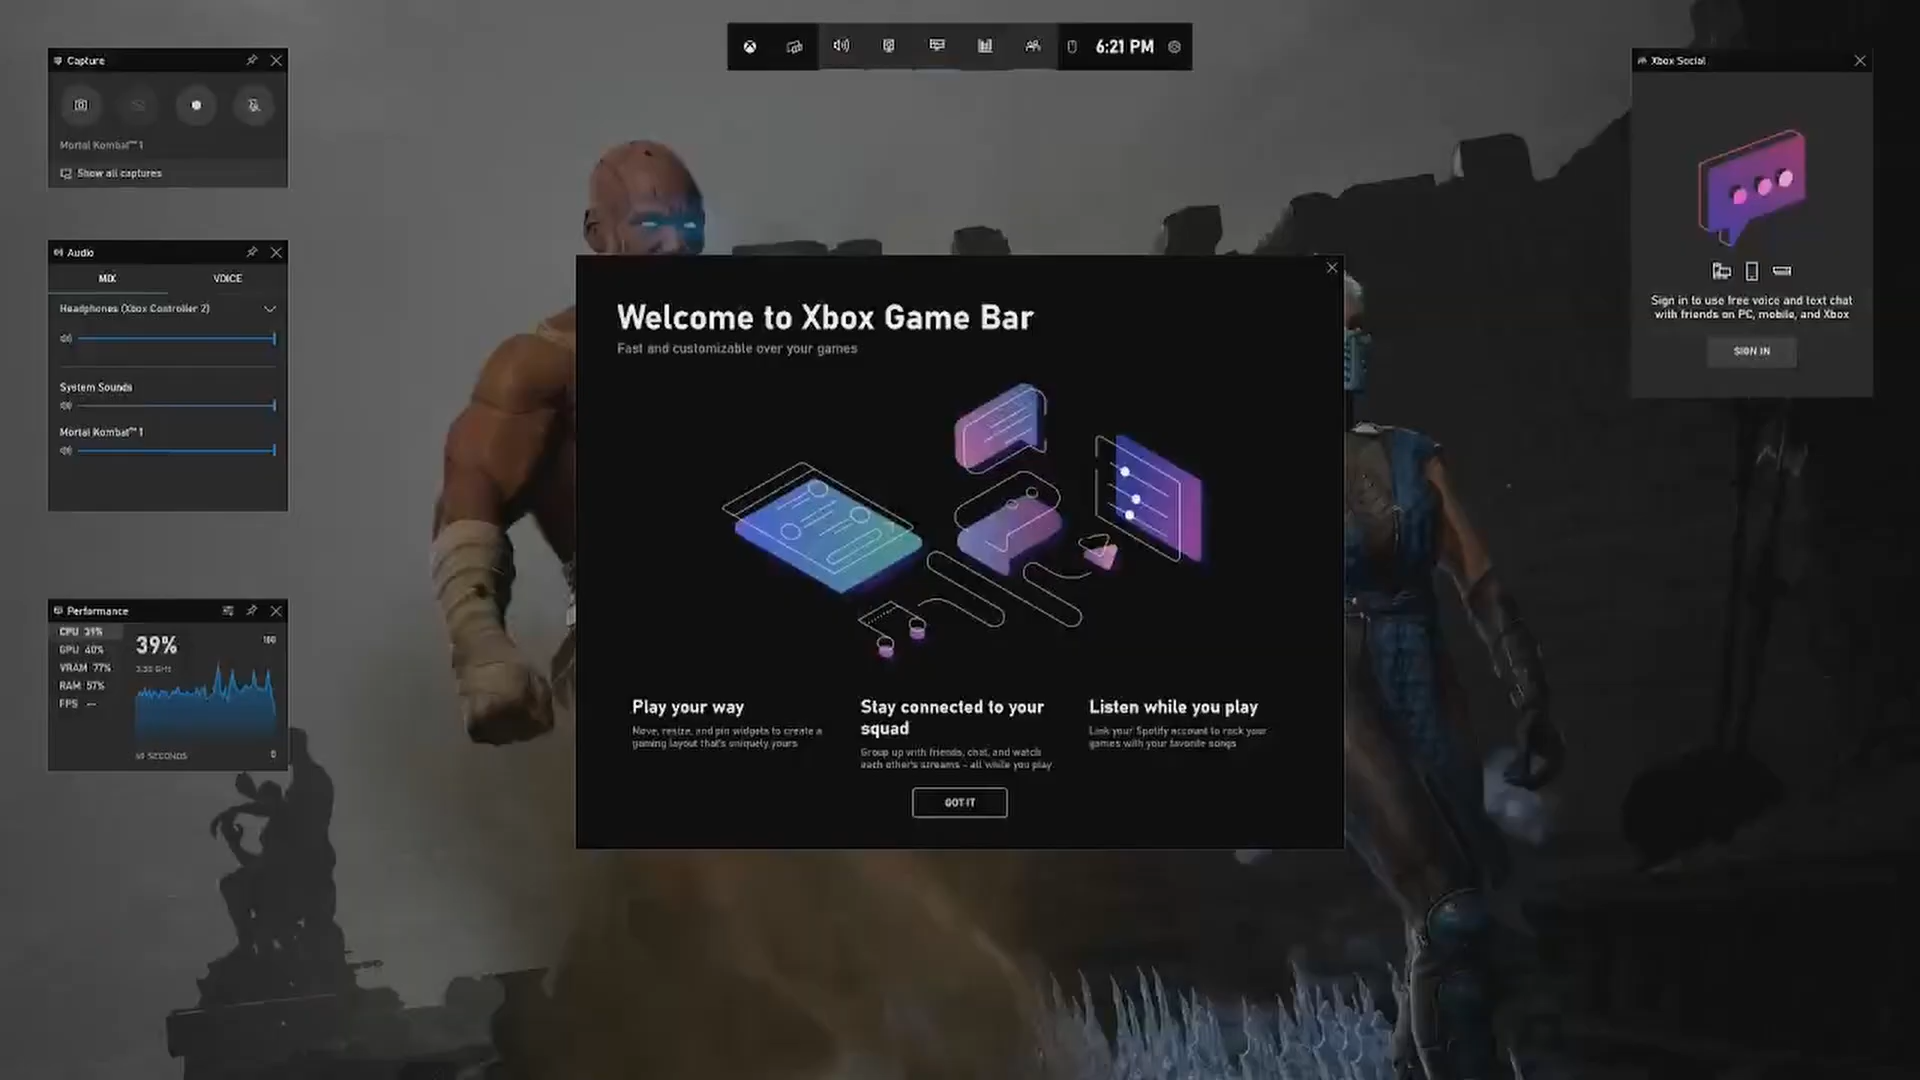 Capture
Mortal Kombat™ 1
Show all captures
Audio
MIX
VOICE
Headphones (Xbox Controller 2)
System Sounds
Mortal Kombat™ 1
Performance
CPU 39%
GPU 40%
VRAM 77%
RAM 57%
FPS --
39%
100
3.30 GHz
SECONDS
0
6:21 PM
Welcome to Xbox Game Bar
Fast and customizable over your games
Play your way
Move, resize, and pin widgets to create a
gaming layout that's uniquely yours
Stay connected to your
squad
Group up with friends, chat, and watch
each other's streams – all while you play
Listen while you play
Link your Spotify account to rock your
games with your favorite songs
GOT IT
Xbox Social
Sign in to use free voice and text chat
with friends on PC, mobile, and Xbox
SIGN IN